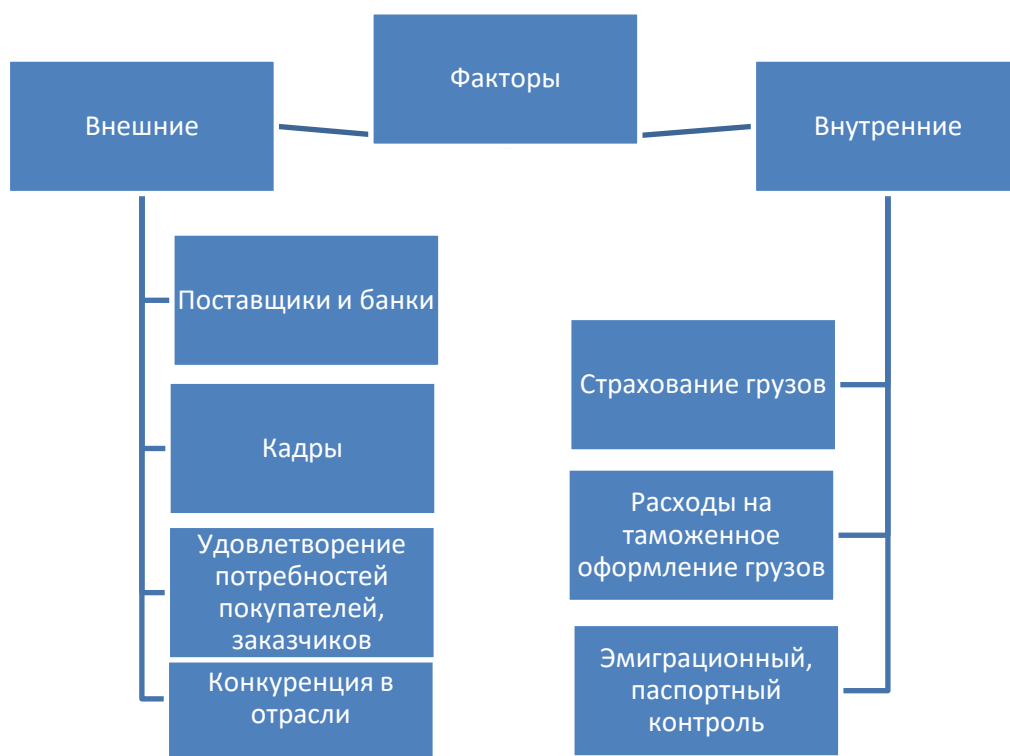 Факторы
Внешние
Внутренние
Поставщики и банки
Кадры
Удовлетворение
потребностей
покупателей,
заказчиков
Конкуренция в
отрасли
Страхование грузов
Расходы на
таможенное
оформление грузов
Эмиграционный,
паспортный
контроль